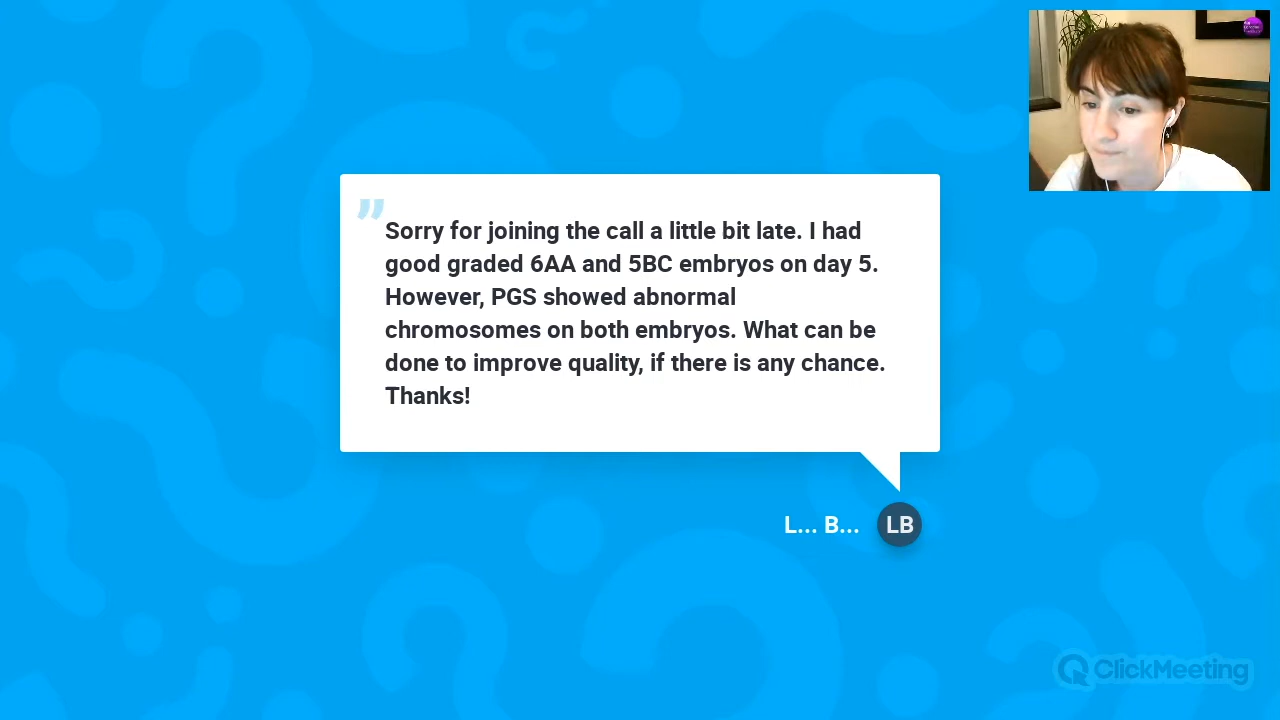 Sorry for joining the call a little bit late. I had
good graded 6AA and 5BC embryos on day 5.
However, PGS showed abnormal
chromosomes on both embryos. What can be
done to improve quality, if there is any chance.
Thanks!
L... B... LB
ClickMeeting